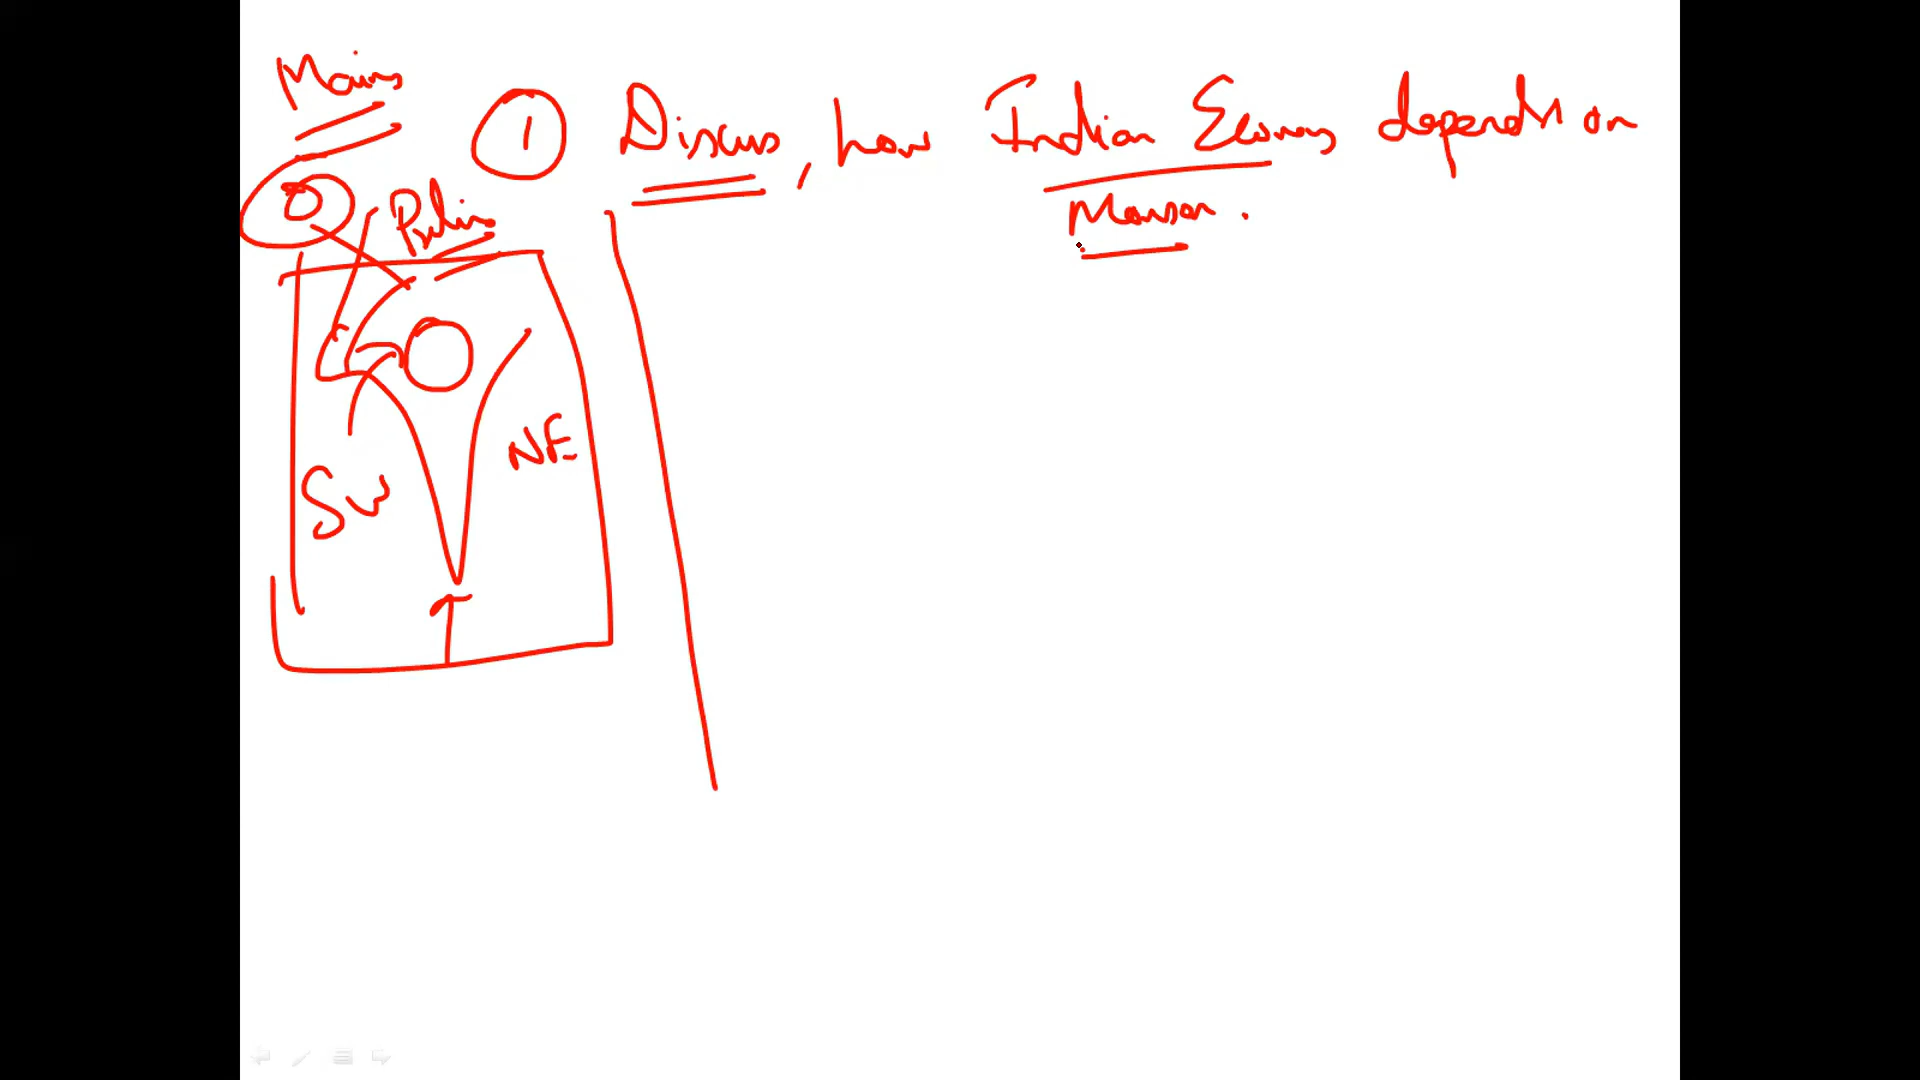 Mains
① Discuss, how Indian Economy depends on
Monsoon.
Prelims
NE
SW